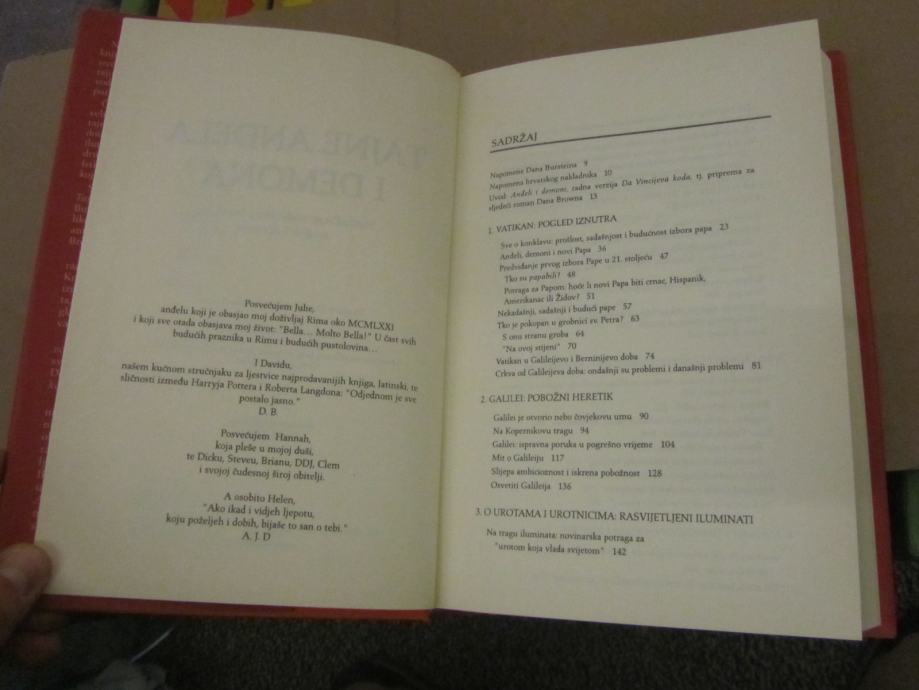 Posvećujem Julie,
anđelu koji je obasjao moj doživljaj Rima oko MCMLXXI
i koji sve otada obasjava moj život: "Bella... Molto Bella!" U čast svih
budućih praznika u Rimu i budućih pustolovina...
I Davidu,
našem kućnom stručnjaku za ljestvice najprodavanijih knjiga, latinski, te
sličnosti između Harryja Pottera i Roberta Langdona: "Odjednom je sve
postalo jasno."
D. B.
Posvećujem Hannah,
koja pleše u mojoj duši,
te Dicku, Steveu, Brianu, DDJ, Clem
i svojoj čudesnoj široj obitelji.
A osobito Helen,
"Ako ikad i vidjeh ljepotu,
koju poželjeh i dobih, bijaše to san o tebi."
A. J. D
SADRŽAJ
Napomene Dana Bursteina 9
Napomena hrvatskog nakladnika 10
Uvod: Anđeli i demoni, radna verzija Da Vincijeva koda, tj. priprema za
sljedeći roman Dana Browna 13
1. VATIKAN: POGLED IZNUTRA
Sve o konklavu: prošlost, sadašnjost i budućnost izbora papa 23
Anđeli, demoni i novi Papa 36
Predviđanje prvog izbora Pape u 21. stoljeću 47
Tko su papabili? 48
Potraga za Papom: hoće li novi Papa biti crnac, Hispanik,
Amerikanac ili Židov? 51
Nekadašnji, sadašnji i budući pape 57
Tko je pokopan u grobnici sv. Petra? 63
S onu stranu groba 64
"Na ovoj stijeni" 70
Vatikan u Galileijevo i Berninijevo doba 74
Crkva od Galileijeva doba: ondašnji su problemi i današnji problemi 81
2. GALILEI: POBOŽNI HERETIK
Galilei je otvorio nebo čovjekovu umu 90
Na Kopernikovu tragu 94
Galilei: ispravna poruka u pogrešno vrijeme 104
Mit o Galileiju 117
Slijepa ambicioznost i iskrena pobožnost 128
Osvetiti Galileija 136
3. O UROTAMA I UROTNICIMA: RASVIJETLJENI ILUMINATI
Na tragu iluminata: novinarska potraga za
"urotom koja vlada svijetom" 142